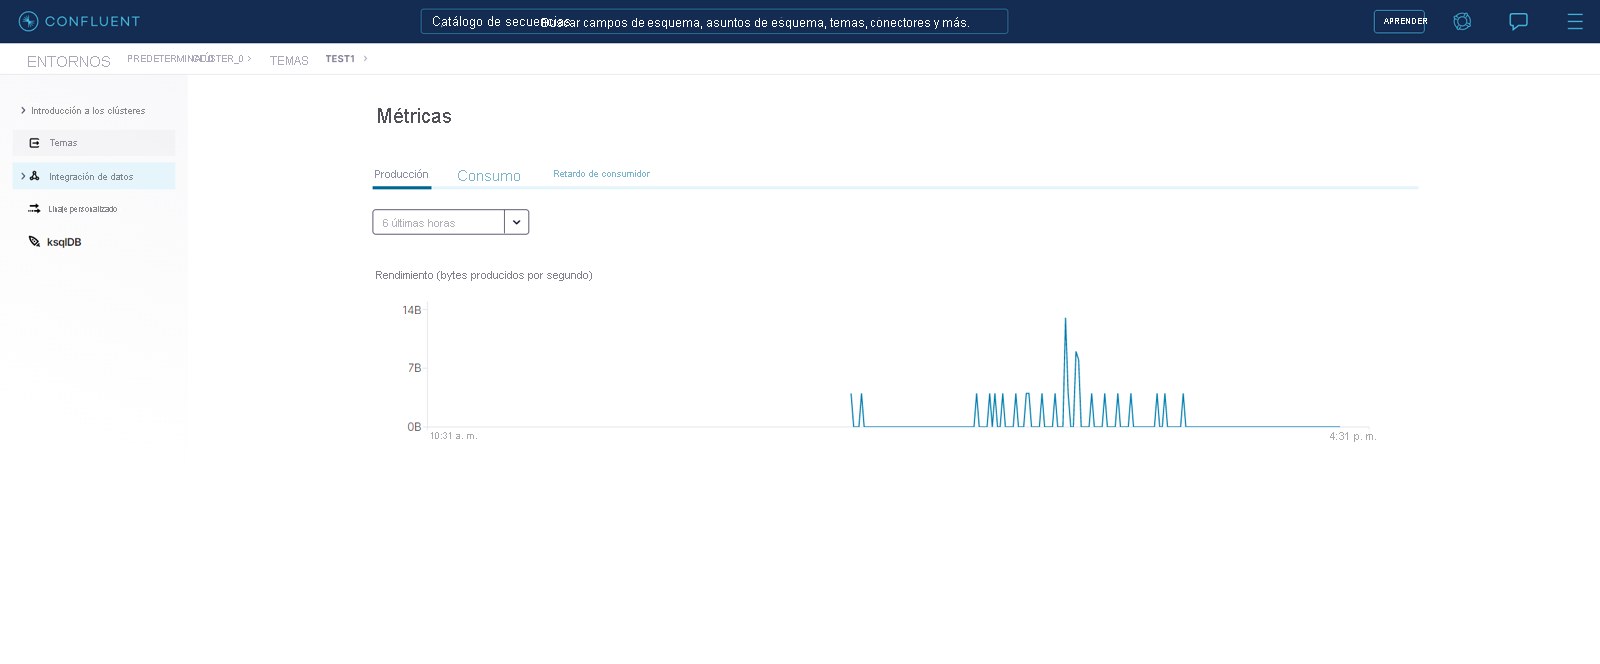 CONFLUENT
Catálogo de secuencias
Buscar campos de esquema, asuntos de esquema, temas, conectores y más.
APRENDER
ENTORNOS
PREDETERMINADO
CLÚSTER_0
TEMAS
TEST1
Introducción a los clústeres
Temas
Integración de datos
Linaje personalizado
ksqlDB
Métricas
Producción
Consumo
Retardo de consumidor
6 últimas horas
Rendimiento (bytes producidos por segundo)
14B
7B
0B
10:31 a. m.
4:31 p. m.